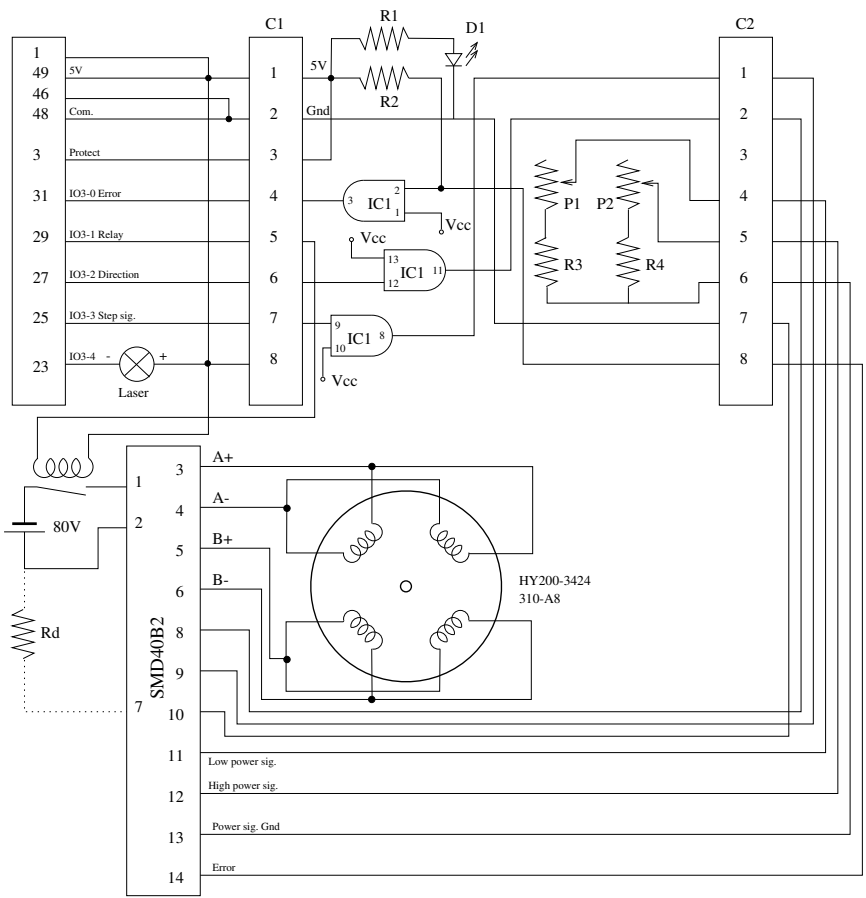 C1
R1
D1
C2
1
49 5V
46
48 Com.
3 Protect
31 IO3-0 Error
29 IO3-1 Relay
27 IO3-2 Direction
25 IO3-3 Step sig.
23 IO3-4 - +
Laser
1
2
3
4
5
6
7
8
5V
Gnd
R2
3 IC1 2
1
Vcc
Vcc
13
12 IC1 11
9
10 IC1 8
Vcc
P1 P2
R3 R4
1
2
3
4
5
6
7
8
80V
Rd
SMD40B2
1
2
7
3 A+
4 A-
5 B+
6 B-
8
9
10
11 Low power sig.
12 High power sig.
13 Power sig. Gnd
14 Error
HY200-3424
310-A8